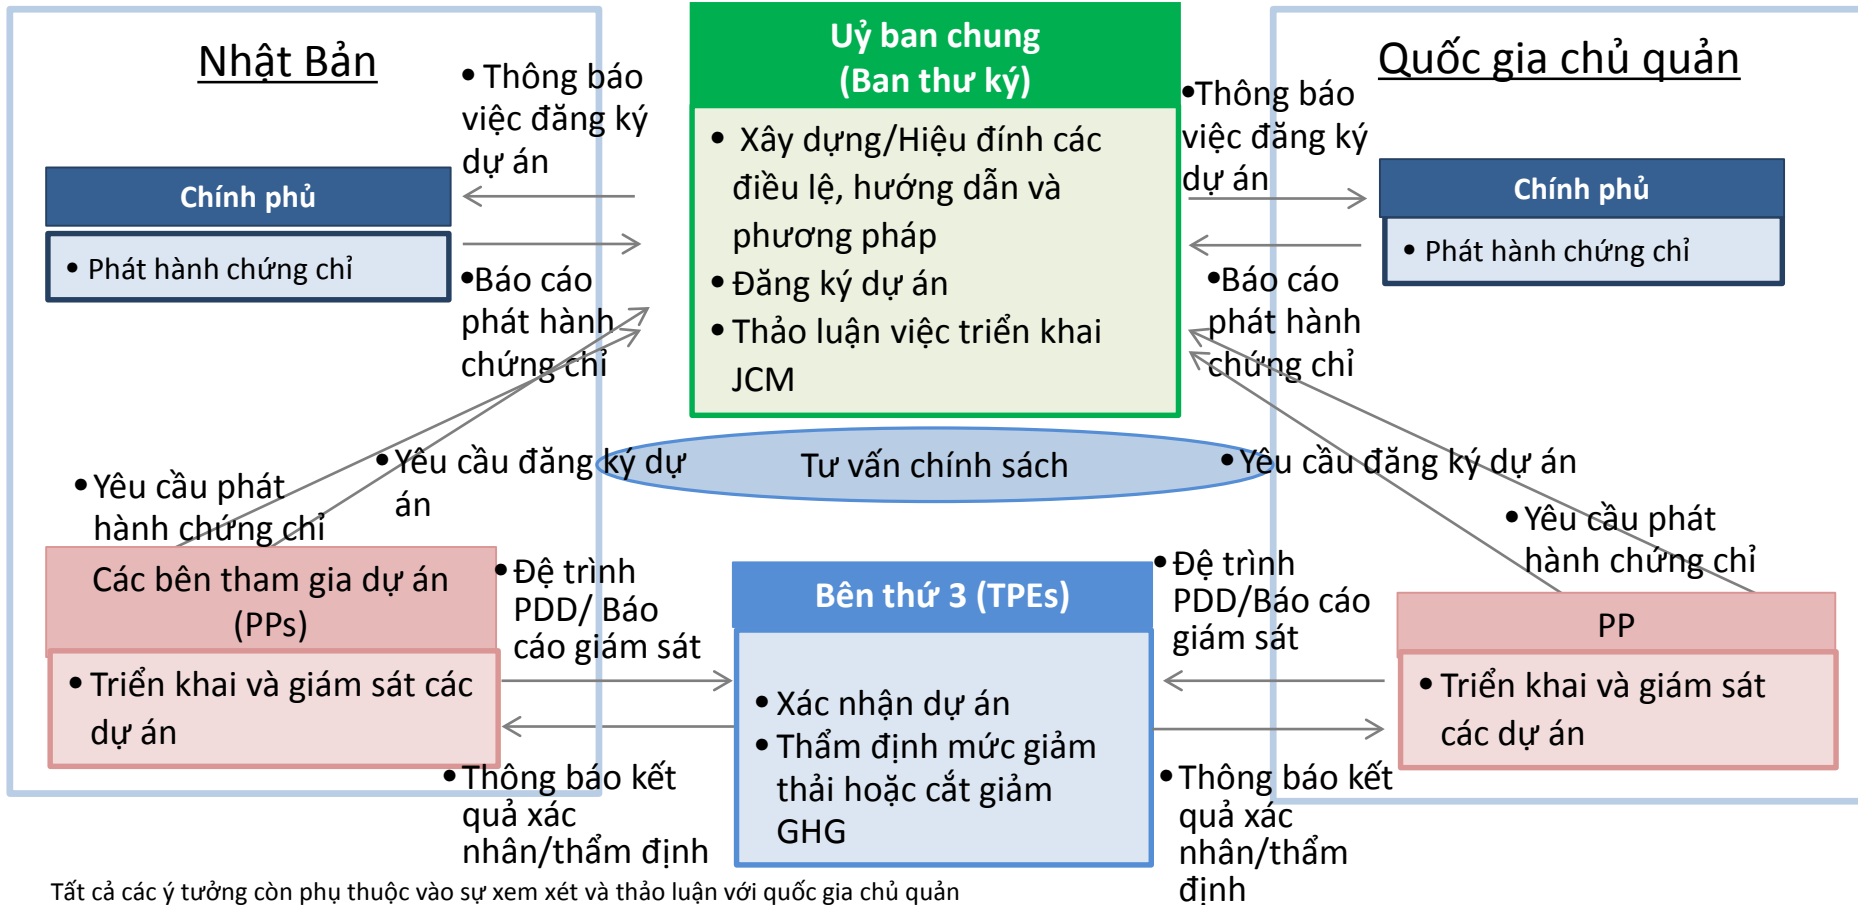 Nhật Bản
• Thông báo
việc đăng ký
dự án
Chính phủ
• Phát hành chứng chỉ
•Báo cáo
phát hành
chứng chỉ
Uỷ ban chung
(Ban thư ký)
• Xây dựng/Hiệu đính các
điều lệ, hướng dẫn và
phương pháp
• Đăng ký dự án
• Thảo luận việc triển khai
JCM
Quốc gia chủ quản
•Thông báo
việc đăng ký
dự án
Chính phủ
• Phát hành chứng chỉ
•Báo cáo
phát hành
chứng chỉ
Tư vấn chính sách
• Yêu cầu đăng ký dự
án
• Yêu cầu phát
hành chứng chỉ
• Yêu cầu đăng ký dự án
• Yêu cầu phát
hành chứng chỉ
Các bên tham gia dự án
(PPs)
• Triển khai và giám sát các
dự án
• Đệ trình
PDD/ Báo
cáo giám sát
• Thông báo kết
quả xác
nhân/thẩm định
Bên thứ 3 (TPEs)
• Xác nhận dự án
• Thẩm định mức giảm
thải hoặc cắt giảm
GHG
• Đệ trình
PDD/Báo cáo
giám sát
• Thông báo kết
quả xác
nhân/thẩm
định
PP
• Triển khai và giám sát
các dự án
Tất cả các ý tưởng còn phụ thuộc vào sự xem xét và thảo luận với quốc gia chủ quản